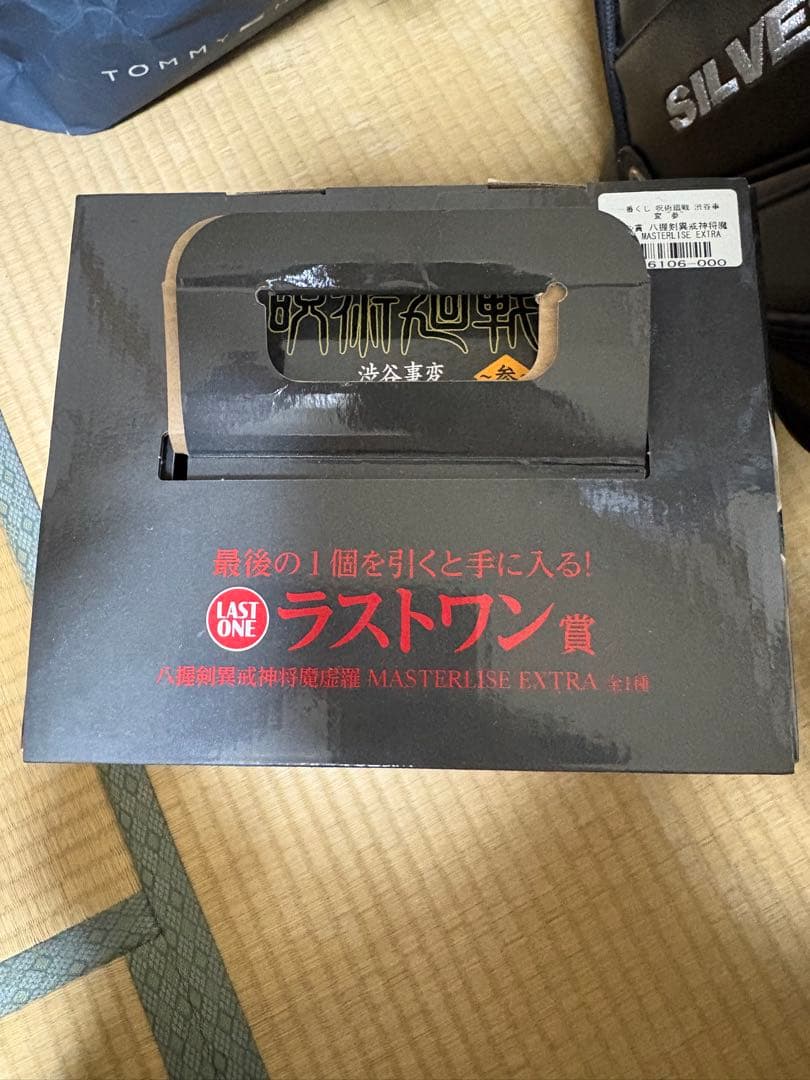 TOMMY
SILVE
一番くじ 呪術廻戦 渋谷事
変 参
賞 八握剣異戒神将魔
MASTERLISE EXTRA
6106-000
呪術廻戦
渋谷事変
~参~
最後の1個を引くと手に入る!
LAST
ONE
ラストワン賞
八握剣異戒神将魔虚羅 MASTERLISE EXTRA 全1種